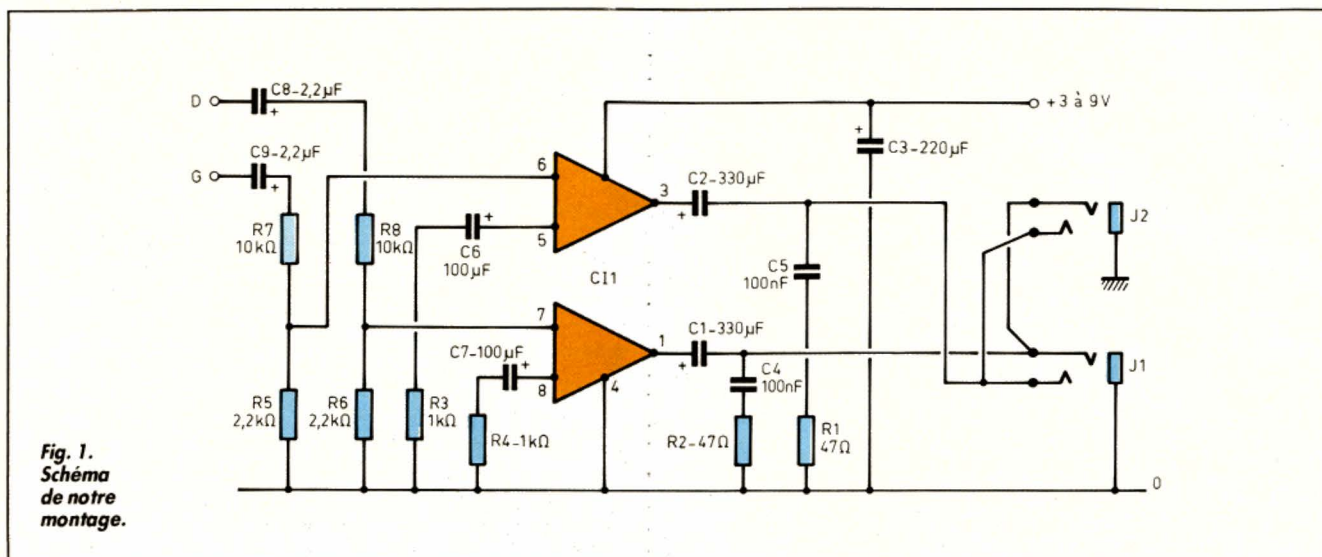 C8-2,2µF
D
+
+3 à 9V
C9-2,2µF
G
+
+
C3-220µF
6
C2-330µF
3
+
J2
R7
10kΩ
R8
10kΩ
+
C6
100µF
5
C5
100nF
CI1
7
C7-100µF
+
8
4
1
C1-330µF
+
C4
100nF
J1
R5
2,2kΩ
R6
2,2kΩ
R3
1kΩ
R4-1kΩ
R2-47Ω
R1
47Ω
0
Fig. 1.
Schéma
de notre
montage.